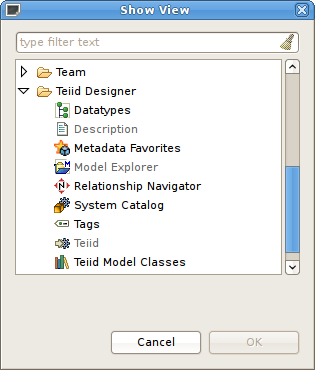 Show View
type filter text
Team
Teiid Designer
Datatypes
Description
Metadata Favorites
Model Explorer
Relationship Navigator
System Catalog
Tags
Teiid
Teiid Model Classes
Cancel
OK